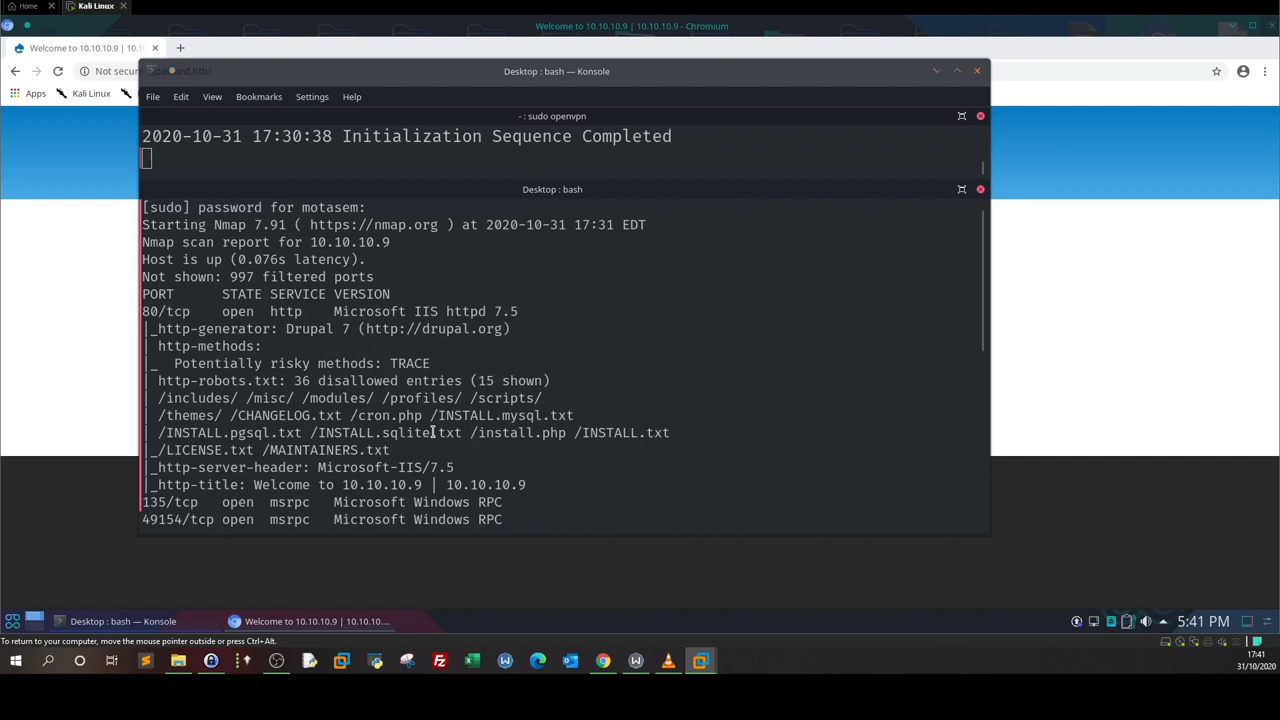 Home
Kali Linux
Welcome to 10.10.10.9 | 10.10.10.9 - Chromium
Welcome to 10.10.10.9 | 10.10
Not secure
bastard.htb/
Desktop : bash — Konsole
Apps
Kali Linux
File Edit View Bookmarks Settings Help
~ : sudo openvpn
2020-10-31 17:30:38 Initialization Sequence Completed
Desktop : bash
[sudo] password for motasem:
Starting Nmap 7.91 ( https://nmap.org ) at 2020-10-31 17:31 EDT
Nmap scan report for 10.10.10.9
Host is up (0.076s latency).
Not shown: 997 filtered ports
PORT      STATE SERVICE VERSION
80/tcp    open  http    Microsoft IIS httpd 7.5
|_http-generator: Drupal 7 (http://drupal.org)
| http-methods:
|_  Potentially risky methods: TRACE
| http-robots.txt: 36 disallowed entries (15 shown)
| /includes/ /misc/ /modules/ /profiles/ /scripts/
| /themes/ /CHANGELOG.txt /cron.php /INSTALL.mysql.txt
| /INSTALL.pgsql.txt /INSTALL.sqlite.txt /install.php /INSTALL.txt
|_/LICENSE.txt /MAINTAINERS.txt
|_http-server-header: Microsoft-IIS/7.5
|_http-title: Welcome to 10.10.10.9 | 10.10.10.9
135/tcp   open  msrpc   Microsoft Windows RPC
49154/tcp open  msrpc   Microsoft Windows RPC
Desktop : bash — Konsole
Welcome to 10.10.10.9 | 10.10.10....
5:41 PM
To return to your computer, move the mouse pointer outside or press Ctrl+Alt.
17:41
31/10/2020